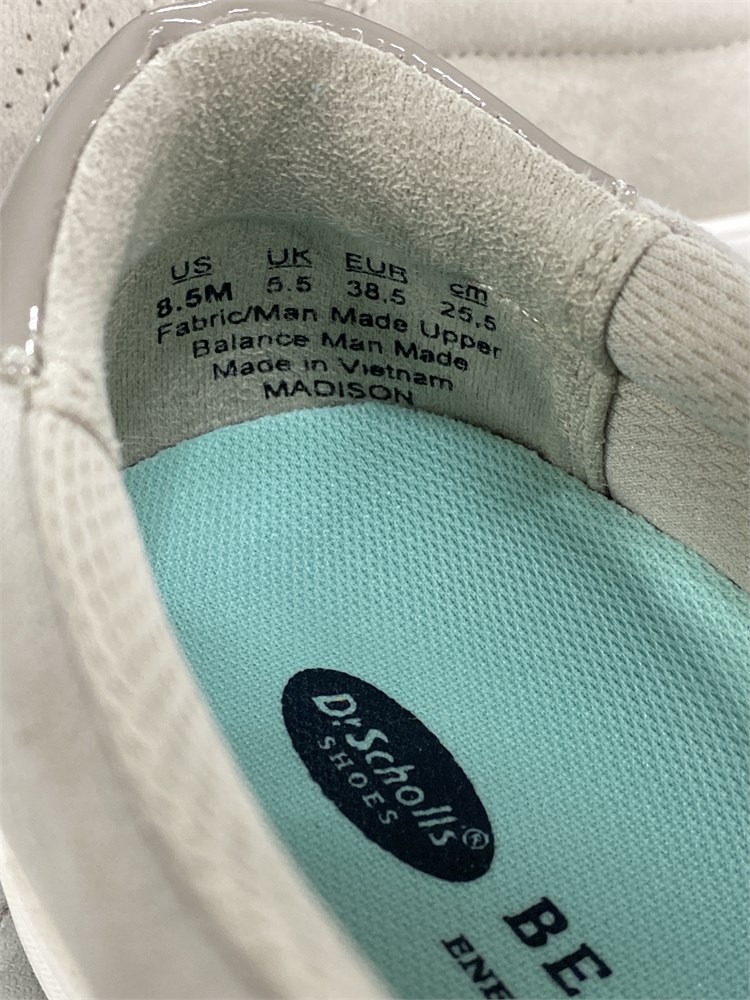 US UK EUR cm
8.5M 5.5 38.5 25.5
Fabric/Man Made Upper
Balance Man Made
Made in Vietnam
MADISON
Dr. Scholl's®
SHOES
BE
ENE